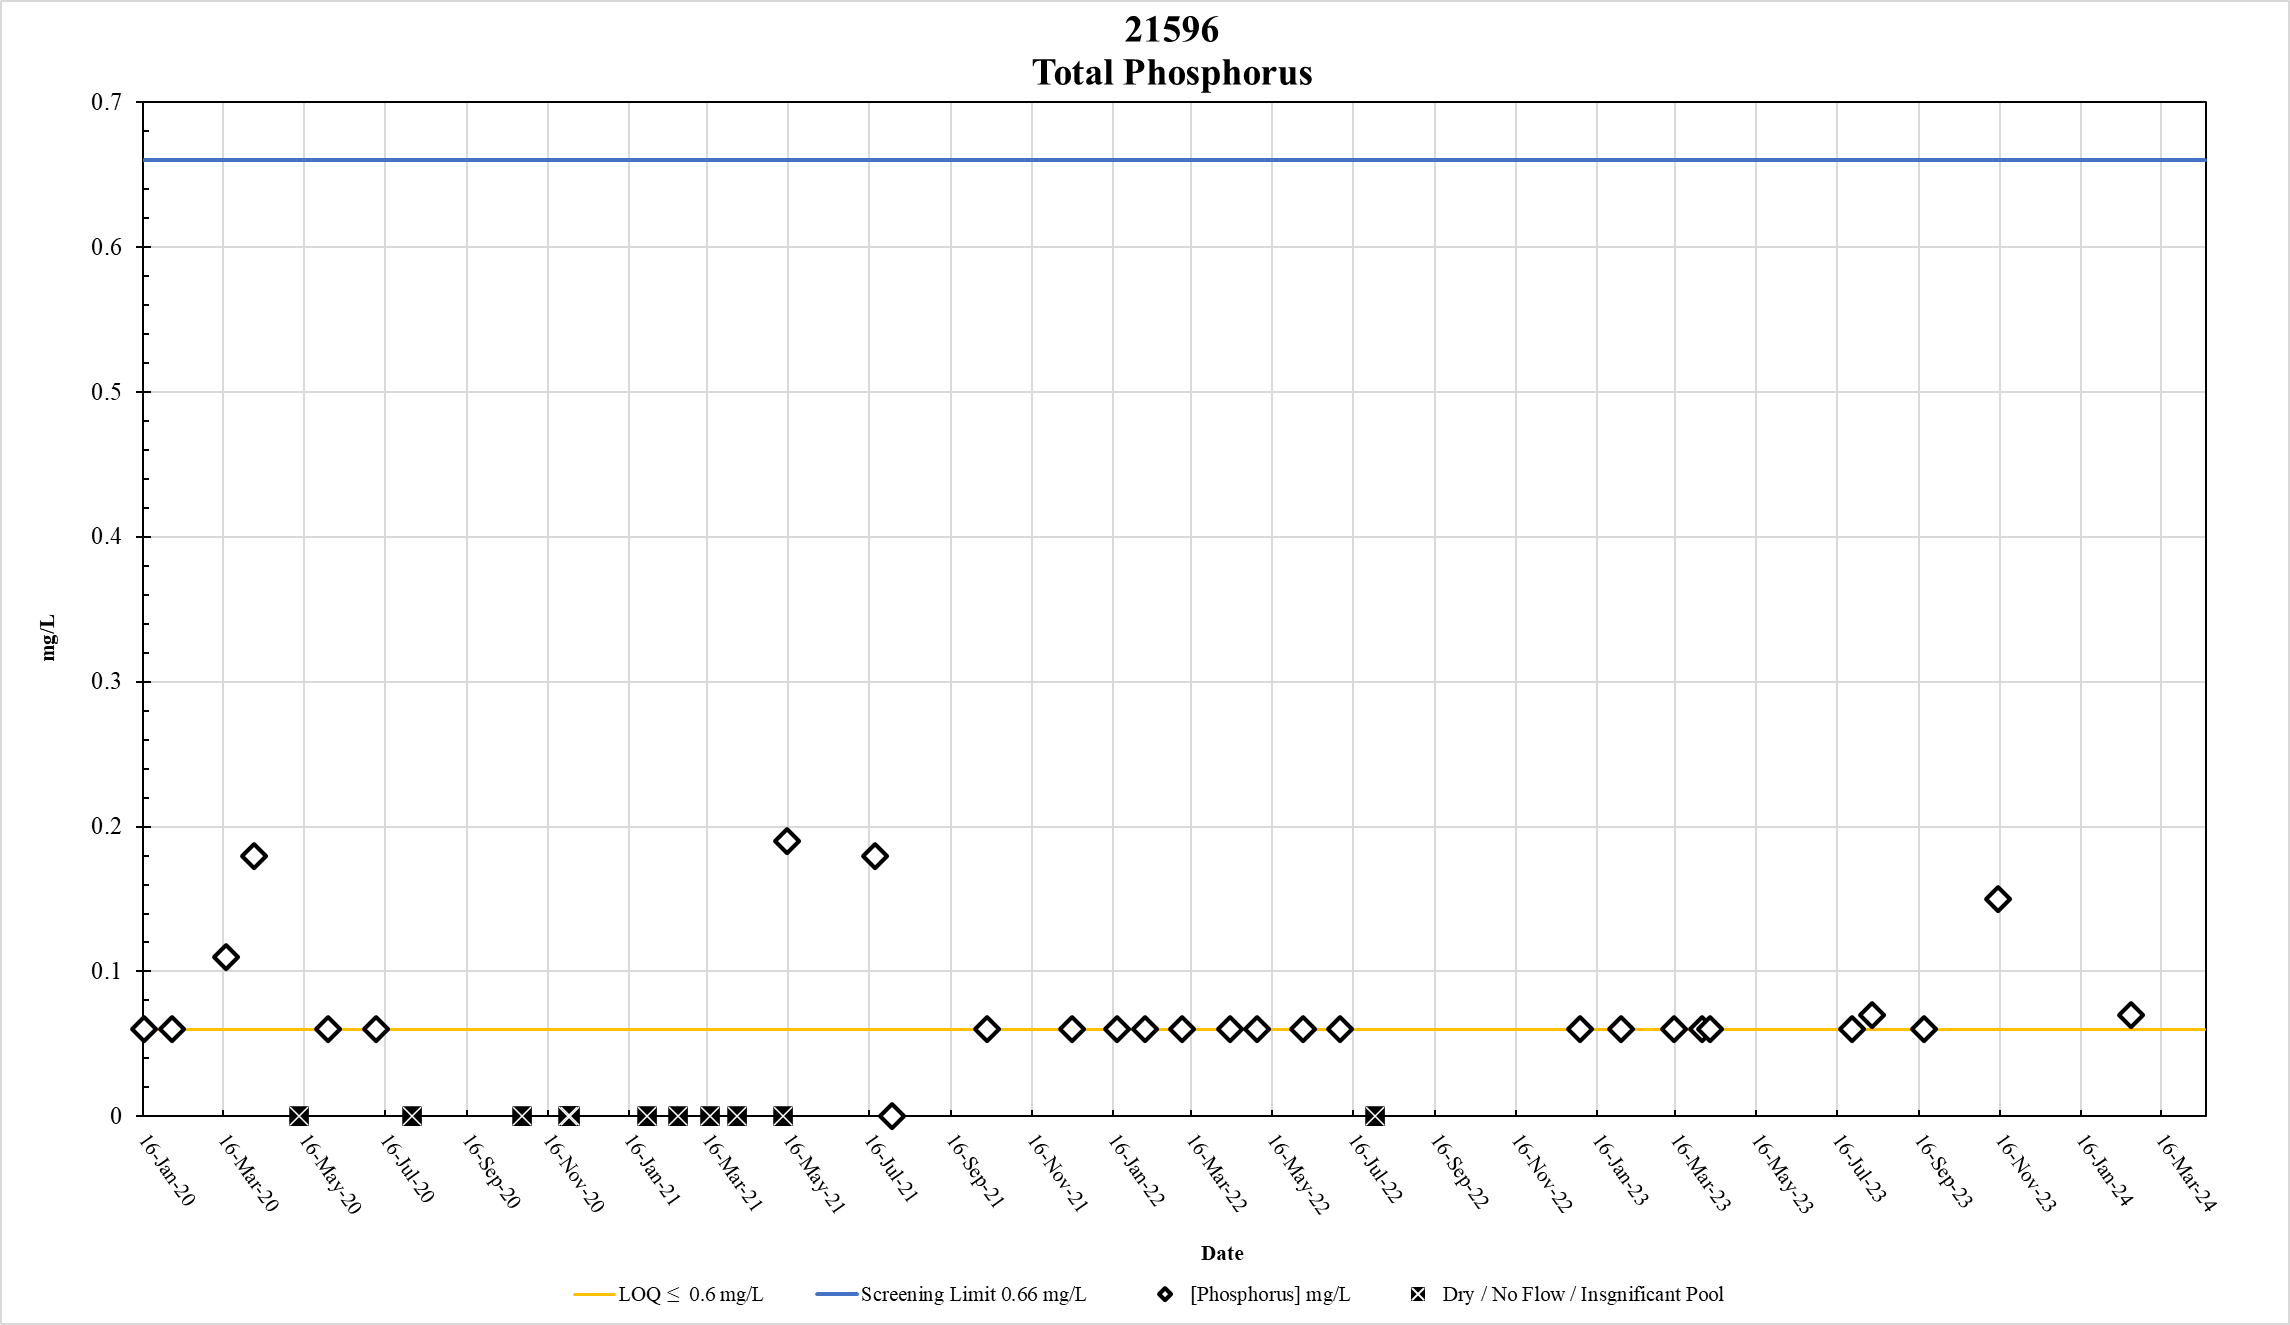 21596
Total Phosphorus
0.7
0.6
0.5
0.4
0.3
0.2
0.1
0
mg/L
16-Jan-20
16-Mar-20
16-May-20
16-Jul-20
16-Sep-20
16-Nov-20
16-Jan-21
16-Mar-21
16-May-21
16-Jul-21
16-Sep-21
16-Nov-21
16-Jan-22
16-Mar-22
16-May-22
16-Jul-22
16-Sep-22
16-Nov-22
16-Jan-23
16-Mar-23
16-May-23
16-Jul-23
16-Sep-23
16-Nov-23
16-Jan-24
16-Mar-24
Date
LOQ ≤ 0.6 mg/L
Screening Limit 0.66 mg/L
[Phosphorus] mg/L
Dry / No Flow / Insgnificant Pool